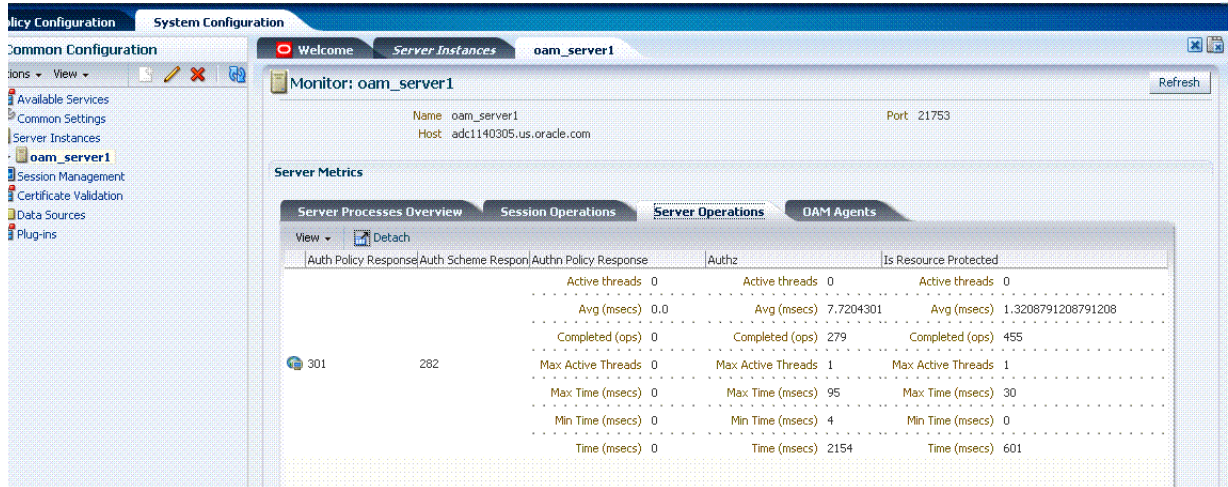 olicy Configuration System Configuration
Common Configuration
Welcome Server Instances oam_server1
tions View
Monitor: oam_server1 Refresh
Available Services
Common Settings
Server Instances
oam_server1
Session Management
Certificate Validation
Data Sources
Plug-ins
Name oam_server1 Port 21753
Host adc1140305.us.oracle.com
Server Metrics
Server Processes Overview Session Operations Server Operations OAM Agents
View Detach
Auth Policy Response Auth Scheme Respon Authn Policy Response Authz Is Resource Protected
Active threads 0 Active threads 0 Active threads 0
Avg (msecs) 0.0 Avg (msecs) 7.7204301 Avg (msecs) 1.3208791208791208
Completed (ops) 0 Completed (ops) 279 Completed (ops) 455
301 282 Max Active Threads 0 Max Active Threads 1 Max Active Threads 1
Max Time (msecs) 0 Max Time (msecs) 95 Max Time (msecs) 30
Min Time (msecs) 0 Min Time (msecs) 4 Min Time (msecs) 0
Time (msecs) 0 Time (msecs) 2154 Time (msecs) 601